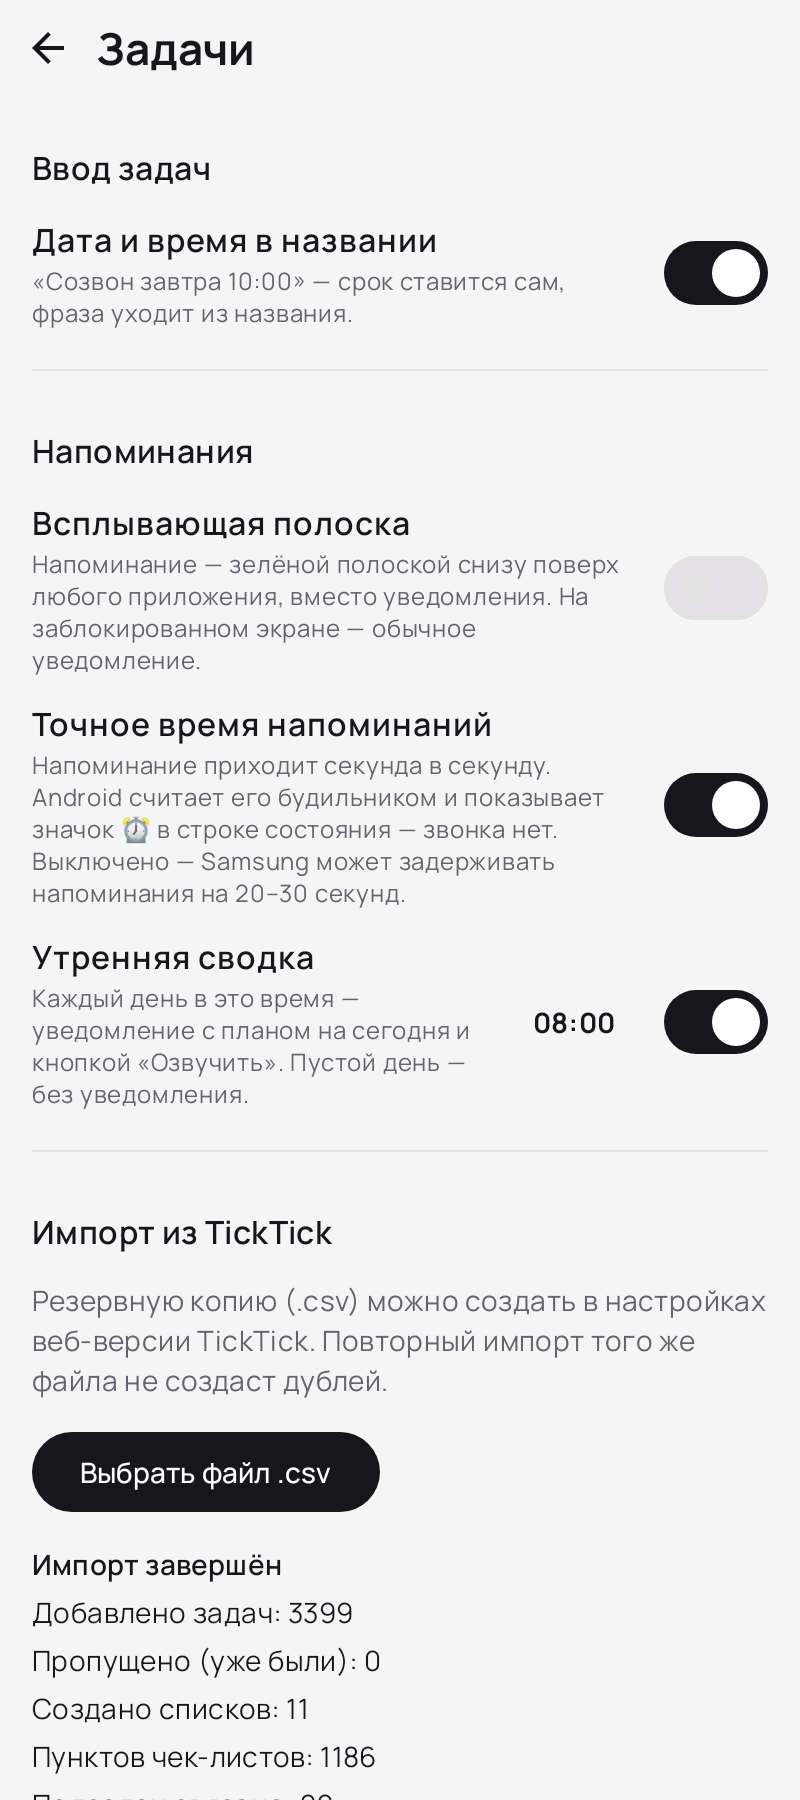 Задачи
Ввод задач
Дата и время в названии
«Созвон завтра 10:00» — срок ставится сам,
фраза уходит из названия.
Напоминания
Всплывающая полоска
Напоминание — зелёной полоской снизу поверх
любого приложения, вместо уведомления. На
заблокированном экране — обычное
уведомление.
Точное время напоминаний
Напоминание приходит секунда в секунду.
Android считает его будильником и показывает
значок ⏰ в строке состояния — звонка нет.
Выключено — Samsung может задерживать
напоминания на 20–30 секунд.
Утренняя сводка
Каждый день в это время —
уведомление с планом на сегодня и
кнопкой «Озвучить». Пустой день —
без уведомления.
08:00
Импорт из TickTick
Резервную копию (.csv) можно создать в настройках
веб-версии TickTick. Повторный импорт того же
файла не создаст дублей.
Выбрать файл .csv
Импорт завершён
Добавлено задач: 3399
Пропущено (уже были): 0
Создано списков: 11
Пунктов чек-листов: 1186